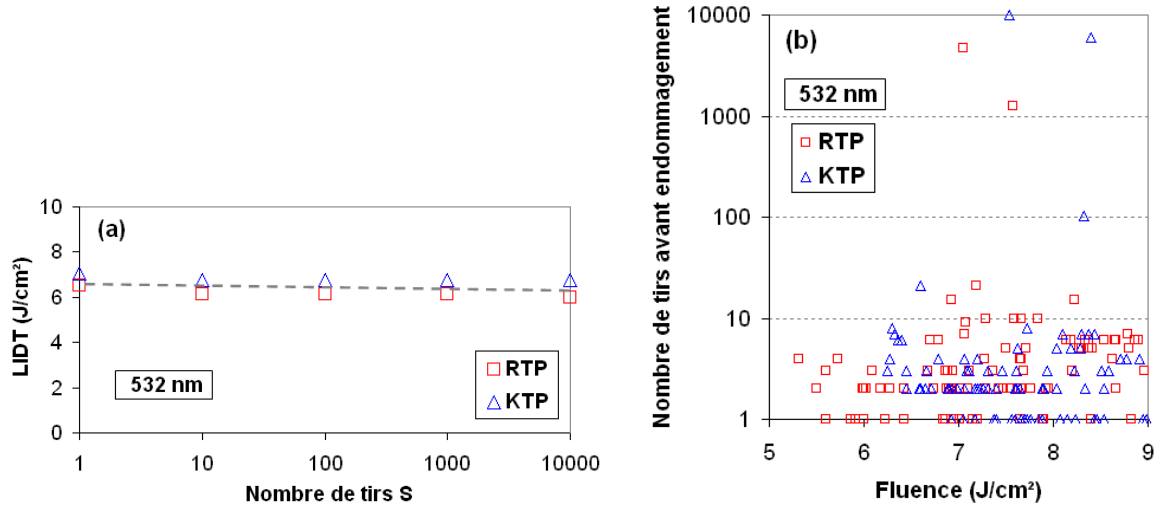 (a)
LIDT (J/cm²)
10
8
6
4
2
0
532 nm
RTP
KTP
1 10 100 1000 10000
Nombre de tirs S
(b)
Nombre de tirs avant endommagement
10000
1000
100
10
1
532 nm
RTP
KTP
5 6 7 8 9
Fluence (J/cm²)